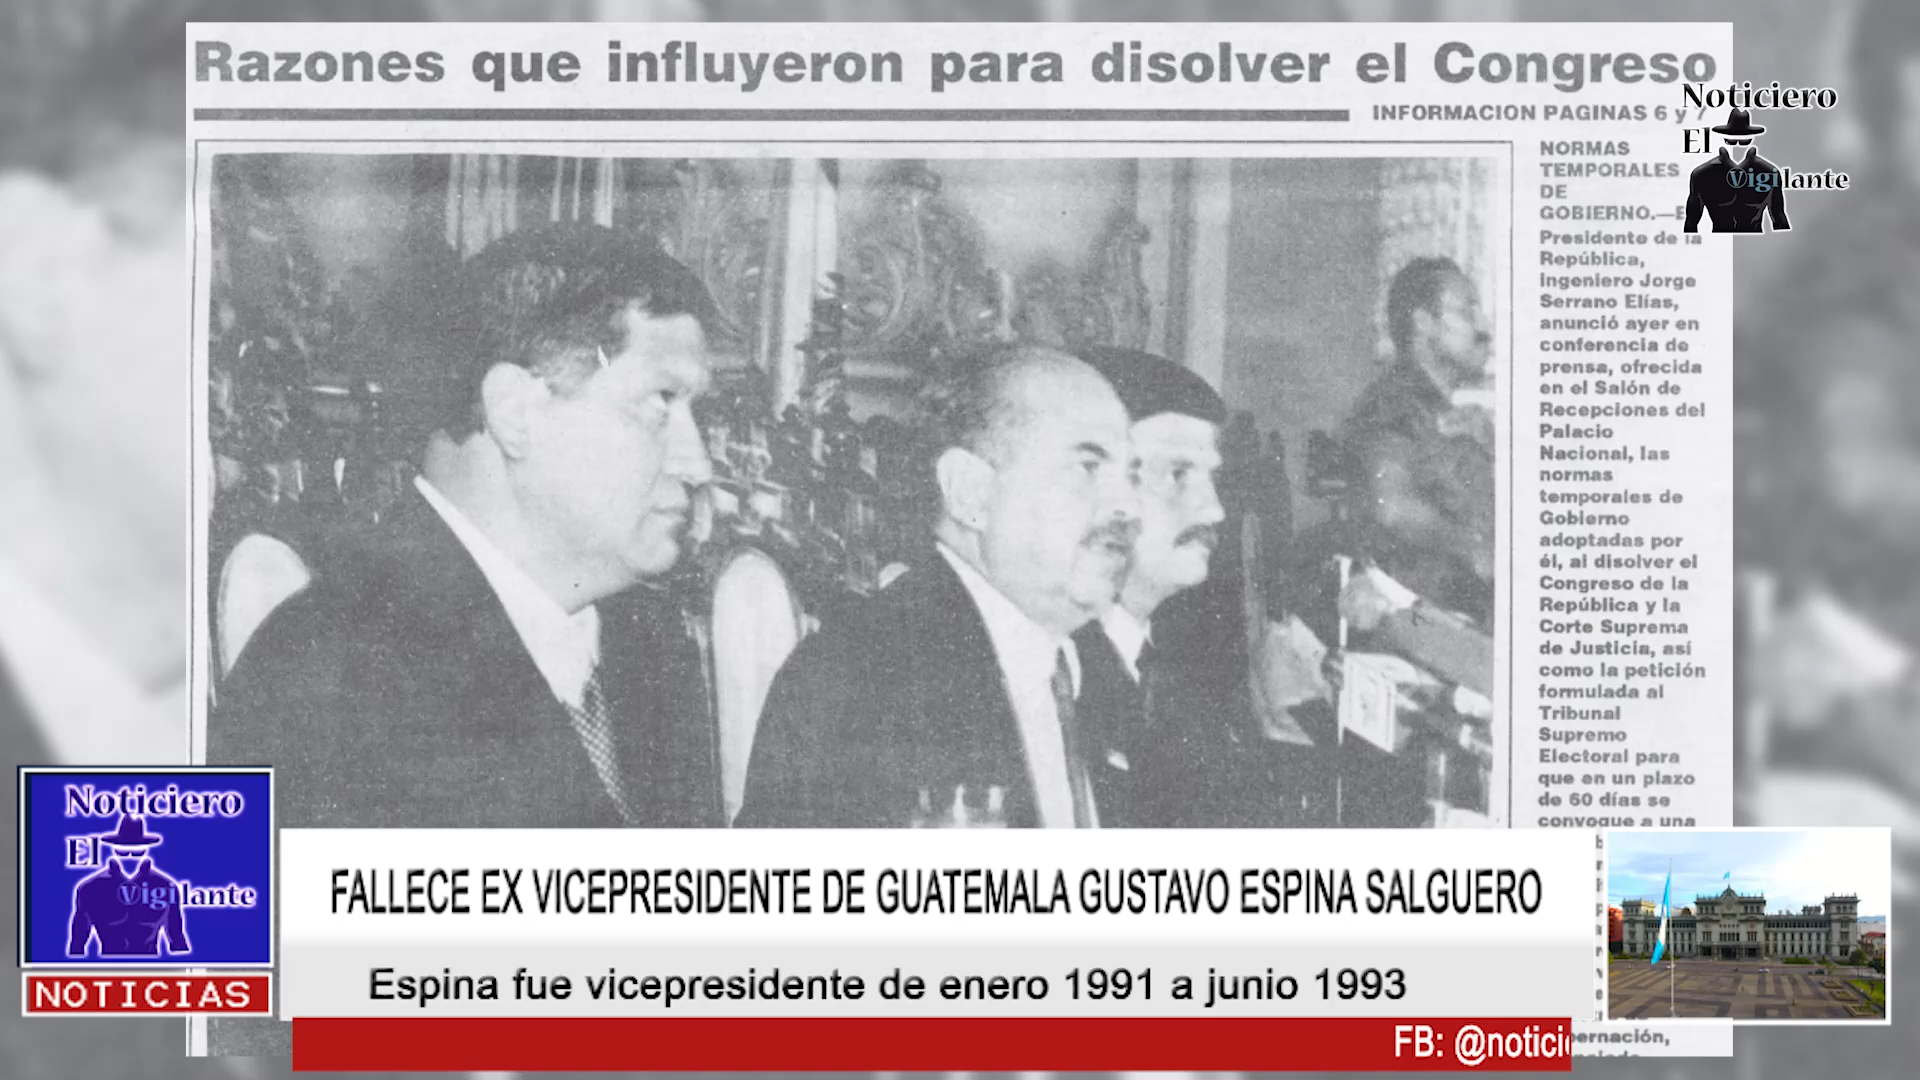 Razones que influyeron para disolver el Congreso
INFORMACION PAGINAS 6 y 7
Noticiero
El
Vigilante
NORMAS
TEMPORALES
DE
GOBIERNO.—E
Presidente de la
República,
Ingeniero Jorge
Serrano Elías,
anunció ayer en
conferencia de
prensa, ofrecida
en el Salón de
Recepciones del
Palacio
Nacional, las
normas
temporales de
Gobierno
adoptadas por
él, al disolver el
Congreso de la
República y la
Corte Suprema
de Justicia, así
como la petición
formulada al
Tribunal
Supremo
Electoral para
que en un plazo
de 60 días se
convoque a una
Noticiero
El
Vigilante
NOTICIAS
FALLECE EX VICEPRESIDENTE DE GUATEMALA GUSTAVO ESPINA SALGUERO
Espina fue vicepresidente de enero 1991 a junio 1993
FB: @notici
bernación,